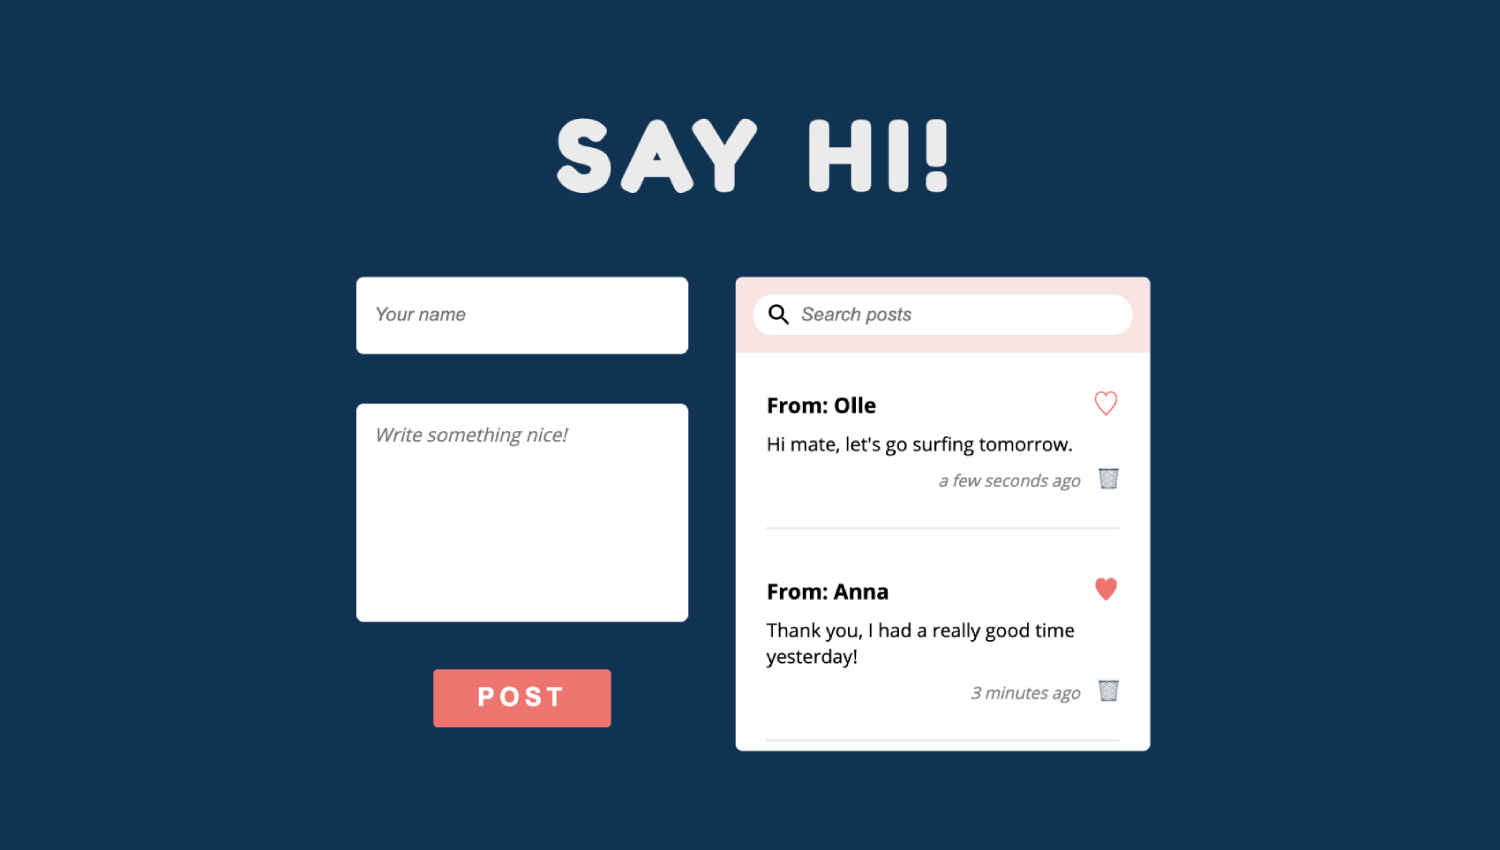 SAY HI!
Your name
Write something nice!
POST
Search posts
From: Olle
Hi mate, let's go surfing tomorrow.
a few seconds ago
From: Anna
Thank you, I had a really good time
yesterday!
3 minutes ago